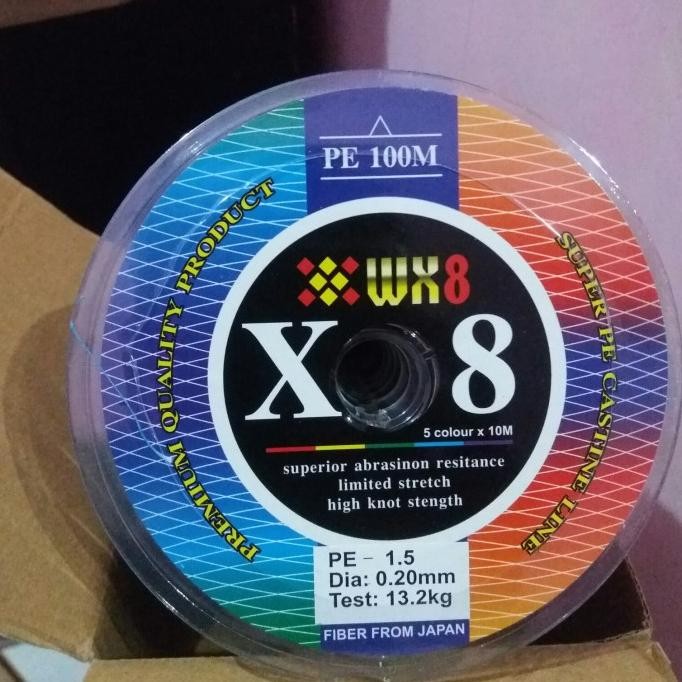 PE 100M
PREMIUM QUALITY PRODUCT
SUPER PE CASTINE LINE
WX8
X 8
5 colour x 10M
superior abrasinon resitance
limited stretch
high knot stength
PE - 1.5
Dia: 0.20mm
Test: 13.2kg
FIBER FROM JAPAN